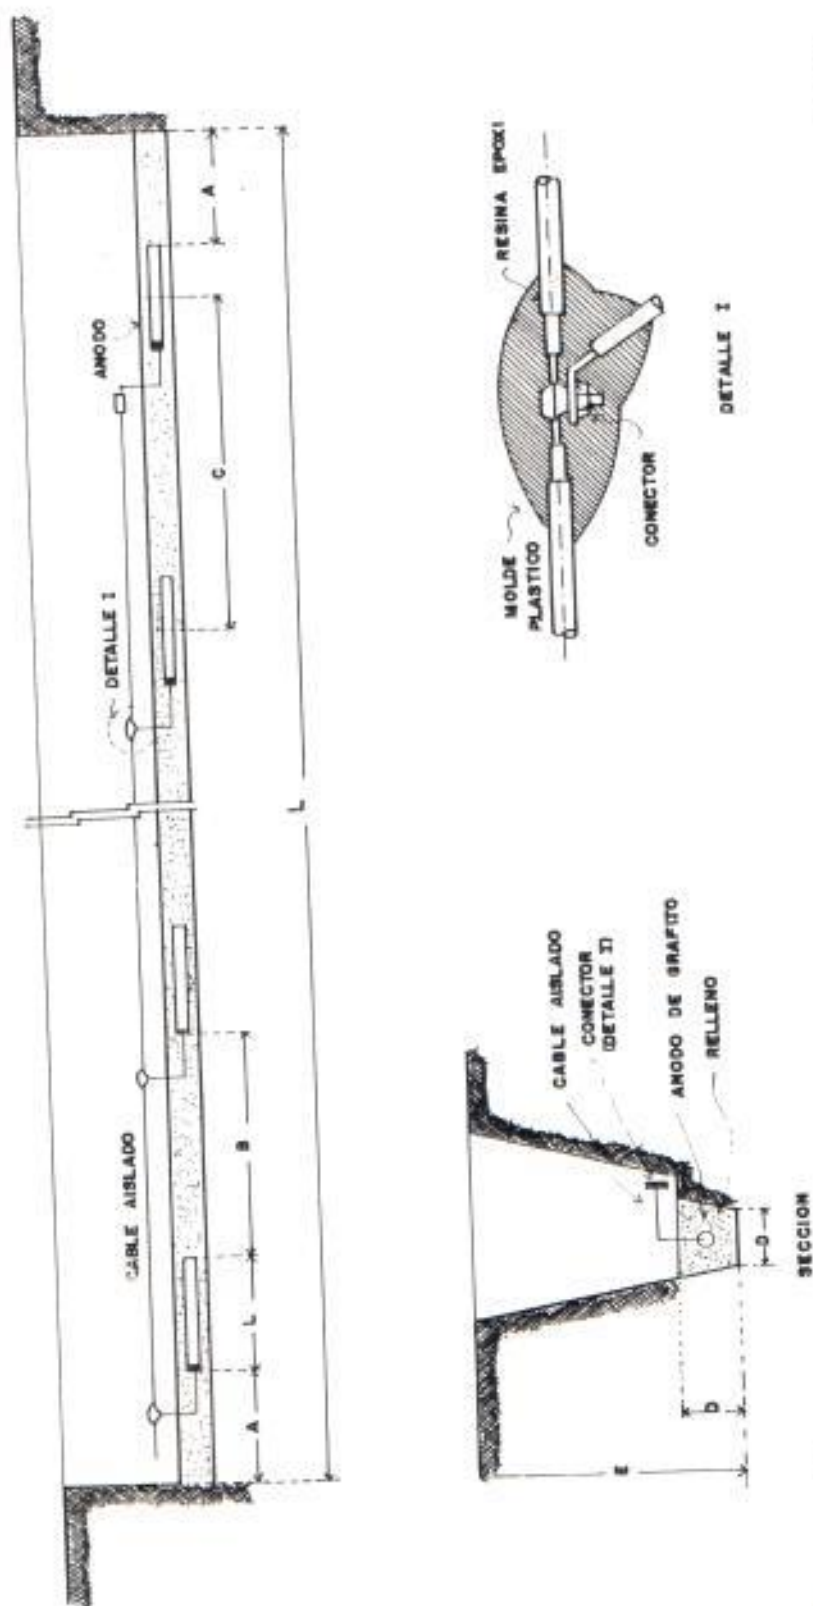 CABLE AISLADO
DETALLE I
ANODO
A
L
B
C
A
L
CABLE AISLADO
CONECTOR
(DETALLE I)
ANODO DE GRAFITO
RELLENO
E
D
D
SECCION
MOLDE
PLASTICO
RESINA EPOXI
CONECTOR
DETALLE I